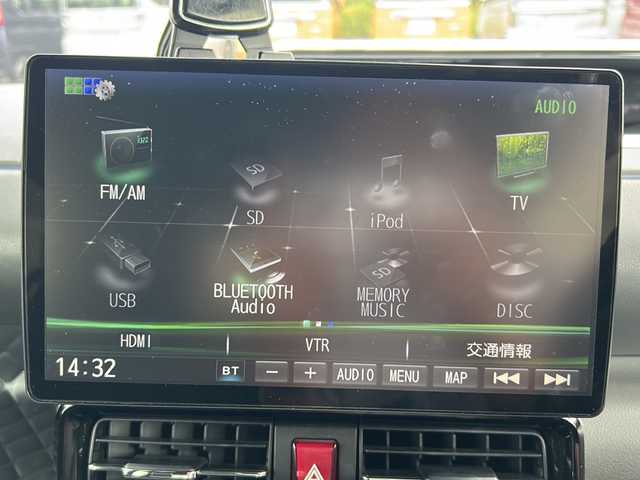 AUDIO
FM/AM
SD
iPod
TV
USB
BLUETOOTH
Audio
MEMORY
MUSIC
DISC
HDMI
VTR
交通情報
14:32
BT
－
＋
AUDIO
MENU
MAP